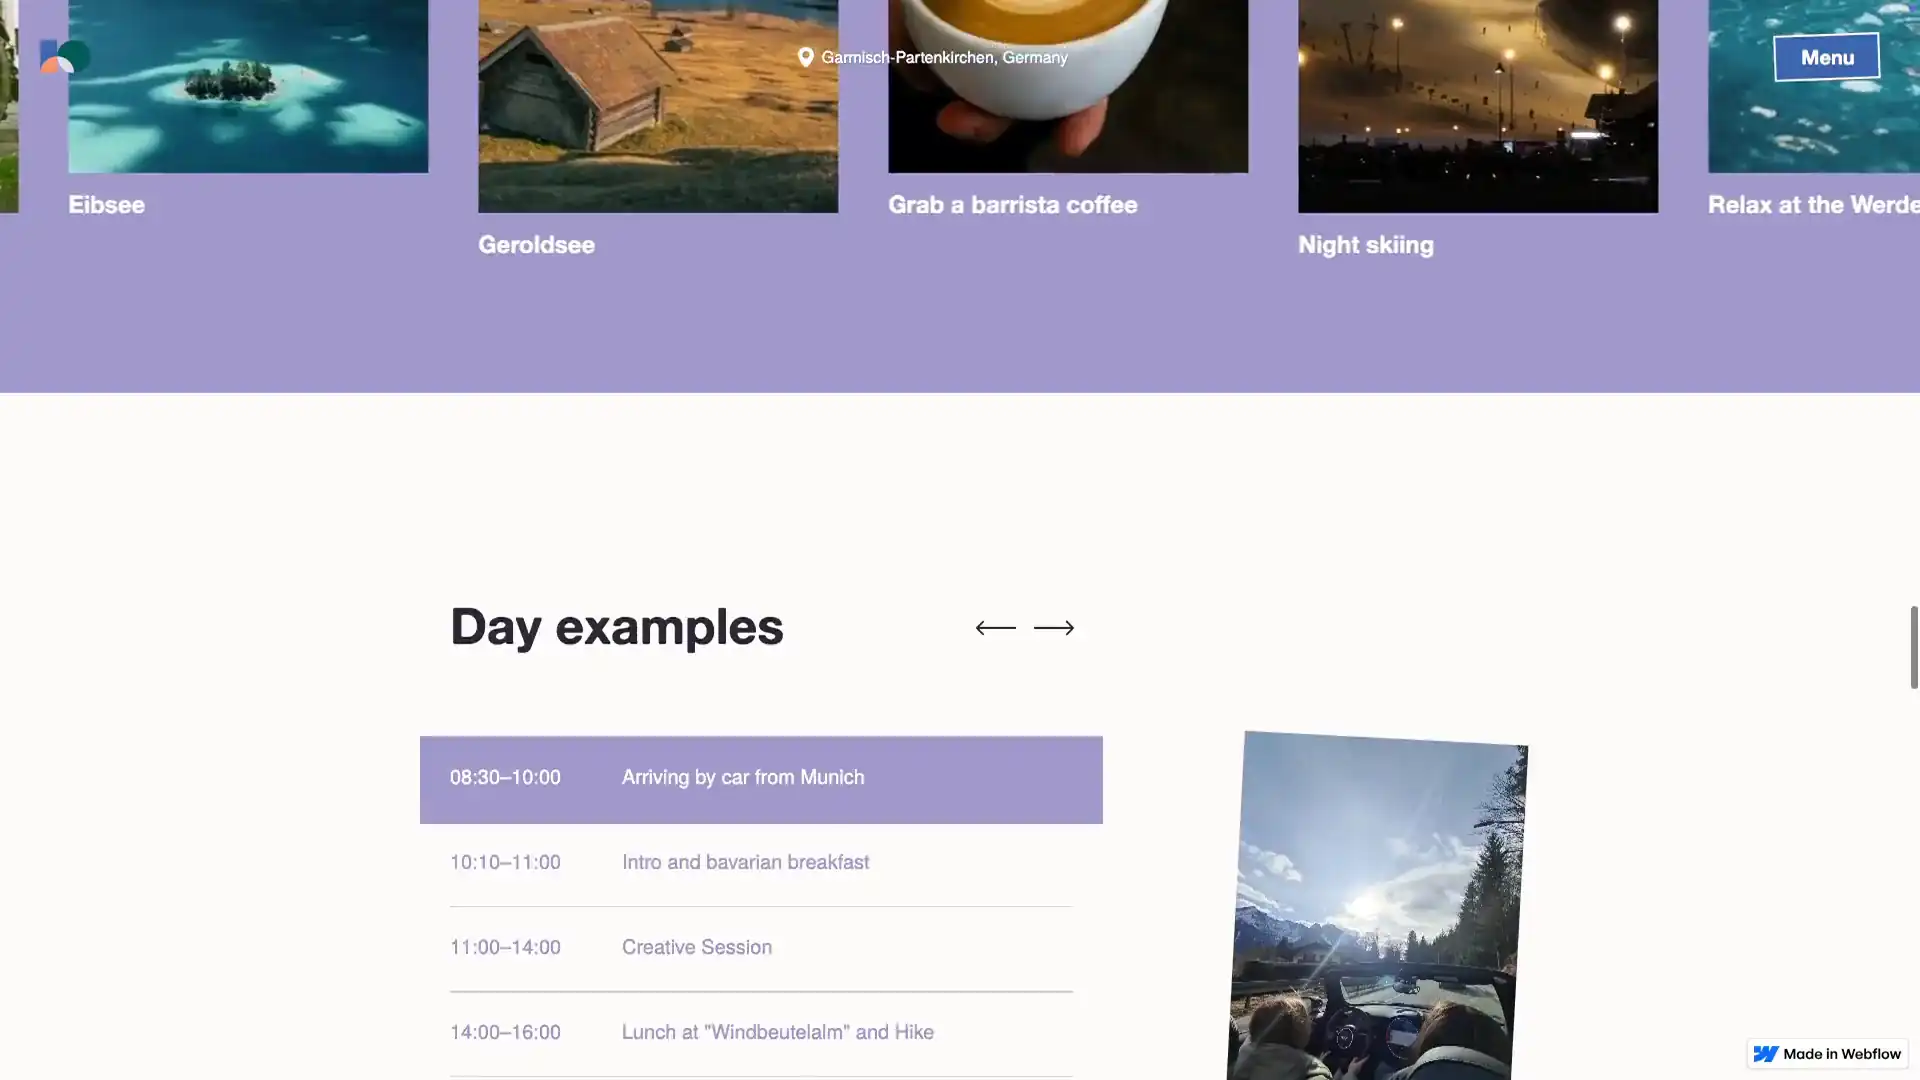 Garmisch-Partenkirchen, Germany
Menu
Eibsee
Geroldsee
Grab a barrista coffee
Night skiing
Relax at the Werde
Day examples
08:30–10:00 Arriving by car from Munich
10:10–11:00 Intro and bavarian breakfast
11:00–14:00 Creative Session
14:00–16:00 Lunch at "Windbeutelalm" and Hike
Made in Webflow